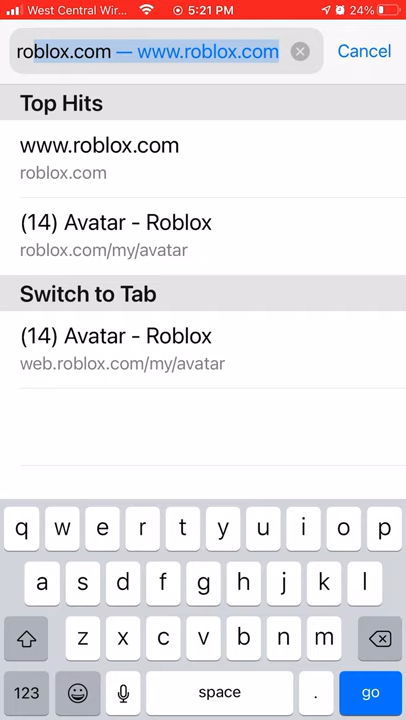 West Central Wir... 5:21 PM 24%
roblox.com — www.roblox.com Cancel
Top Hits
www.roblox.com
roblox.com
(14) Avatar - Roblox
roblox.com/my/avatar
Switch to Tab
(14) Avatar - Roblox
web.roblox.com/my/avatar
q w e r t y u i o p
a s d f g h j k l
z x c v b n m
123 space . go